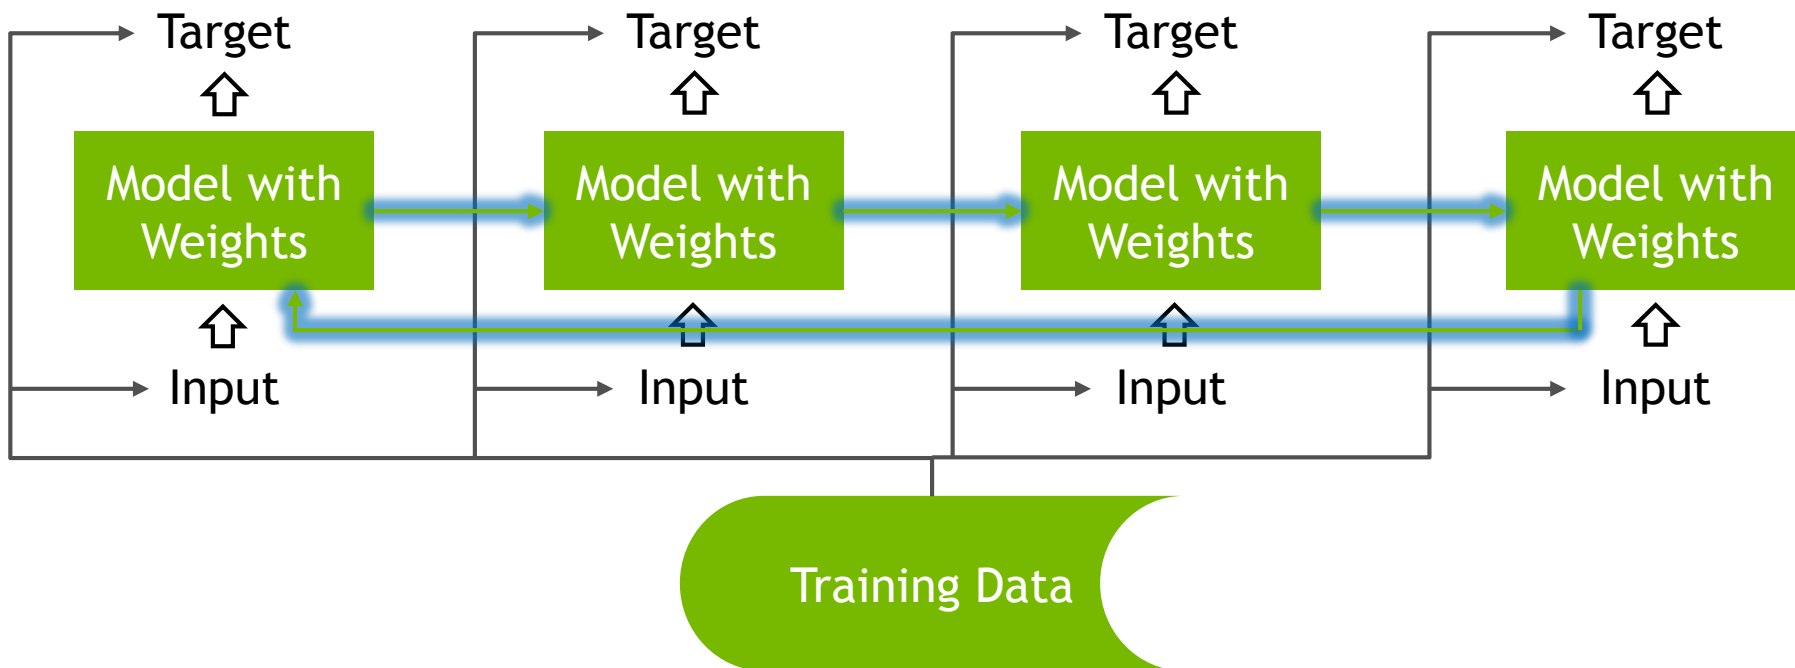 Target
Target
Target
Target
Model with
Weights
Model with
Weights
Model with
Weights
Model with
Weights
Input
Input
Input
Input
Training Data